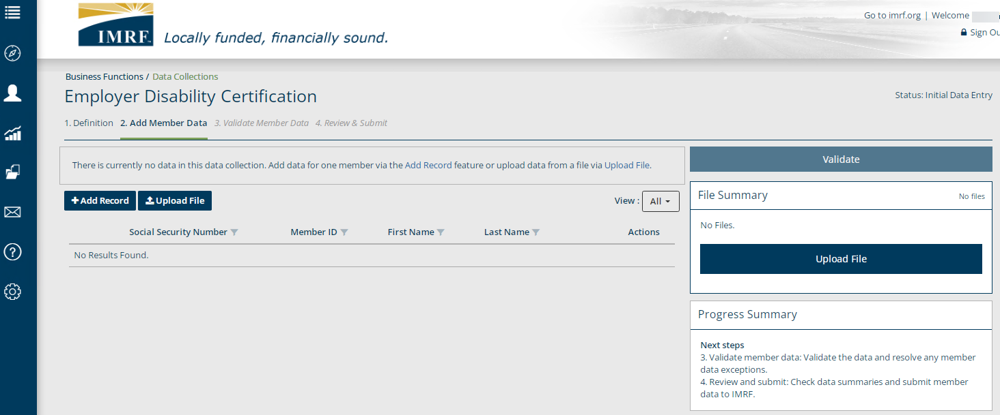 IMRF
Locally funded, financially sound.
Go to imrf.org | Welcome
Sign Ou
Business Functions / Data Collections
Employer Disability Certification
Status: Initial Data Entry
1. Definition 2. Add Member Data 3. Validate Member Data 4. Review & Submit
There is currently no data in this data collection. Add data for one member via the Add Record feature or upload data from a file via Upload File.
Add Record Upload File
View : All
Social Security Number Member ID First Name Last Name Actions
No Results Found.
Validate
File Summary No files
No Files.
Upload File
Progress Summary
Next steps
3. Validate member data: Validate the data and resolve any member
data exceptions.
4. Review and submit: Check data summaries and submit member
data to IMRF.